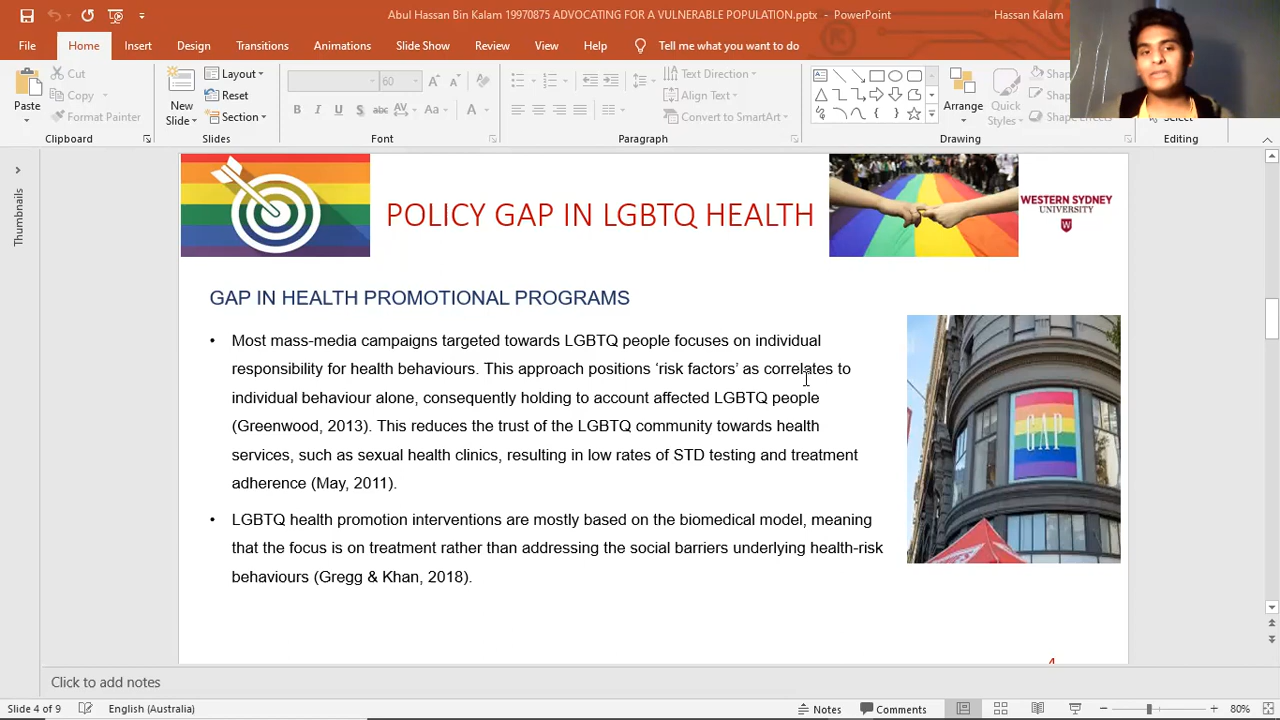 Abul Hassan Bin Kalam 19970875 ADVOCATING FOR A VULNERABLE POPULATION.pptx - PowerPoint
Hassan Kalam
File Home Insert Design Transitions Animations Slide Show Review View Help Tell me what you want to do
Paste
Cut
Copy
Format Painter
Clipboard
New
Slide
Layout
Reset
Section
Slides
60
B I U S abc AV Aa A
Font
Text Direction
Align Text
Convert to SmartArt
Paragraph
Arrange
Quick
Styles
Shape Effects
Drawing
Select
Editing
Thumbnails
POLICY GAP IN LGBTQ HEALTH
WESTERN SYDNEY
UNIVERSITY
W
GAP IN HEALTH PROMOTIONAL PROGRAMS
• Most mass-media campaigns targeted towards LGBTQ people focuses on individual
responsibility for health behaviours. This approach positions ‘risk factors’ as correlates to
individual behaviour alone, consequently holding to account affected LGBTQ people
(Greenwood, 2013). This reduces the trust of the LGBTQ community towards health
services, such as sexual health clinics, resulting in low rates of STD testing and treatment
adherence (May, 2011).
• LGBTQ health promotion interventions are mostly based on the biomedical model, meaning
that the focus is on treatment rather than addressing the social barriers underlying health-risk
behaviours (Gregg & Khan, 2018).
GAP
4
Click to add notes
Slide 4 of 9 English (Australia) Notes Comments 80%